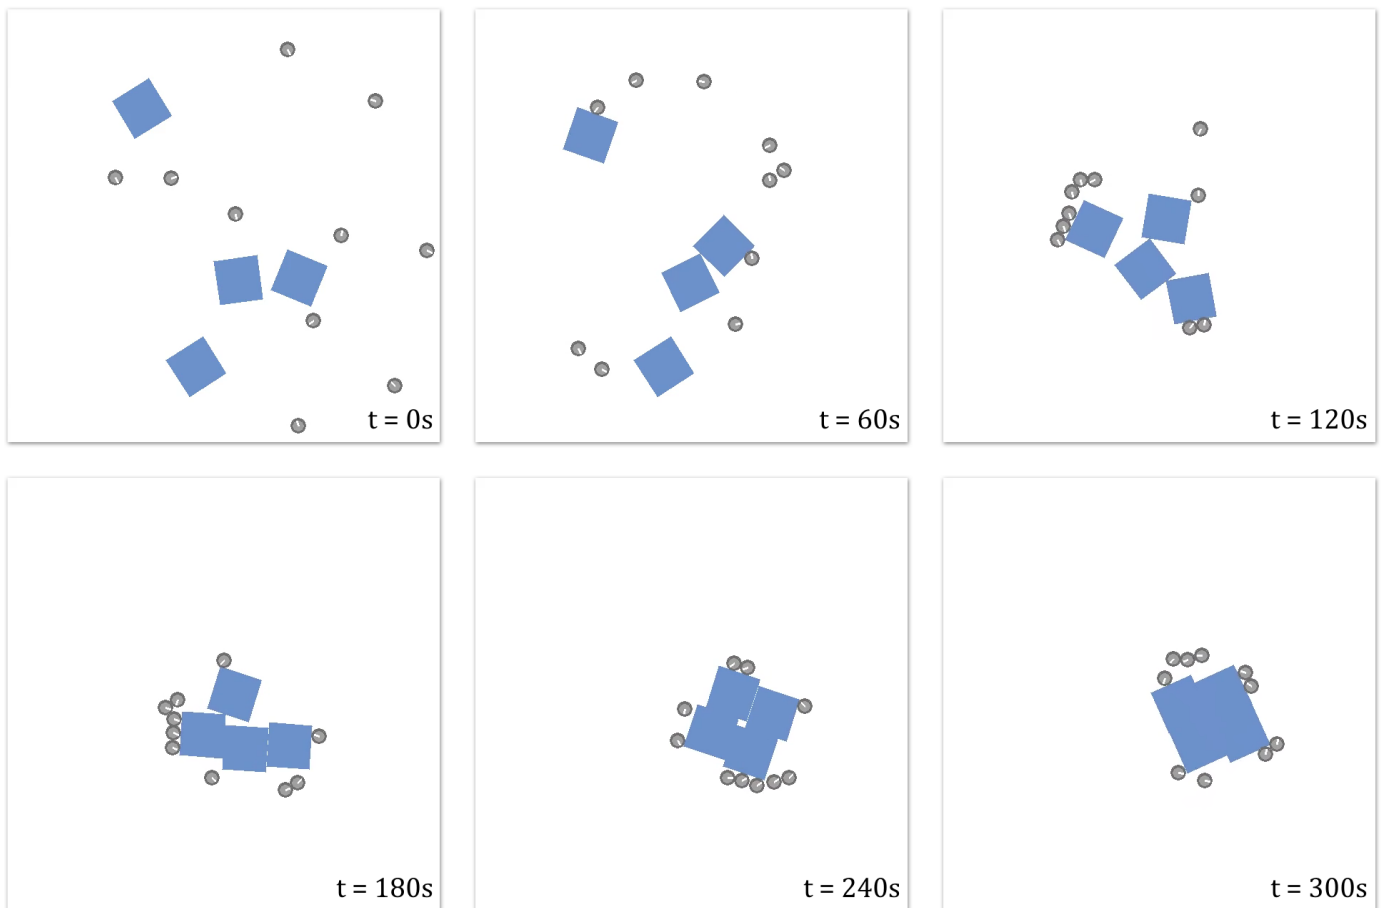 t = 0s
t = 60s
t = 120s
t = 180s
t = 240s
t = 300s